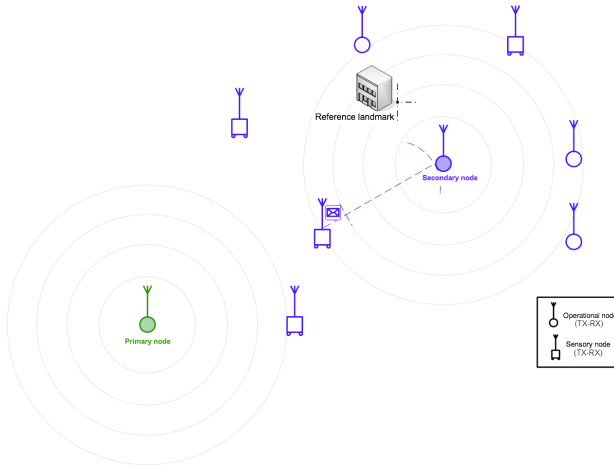 Reference landmark
Secondary node
Primary node
Operational node
(TX-RX)
Sensory node
(TX-RX)